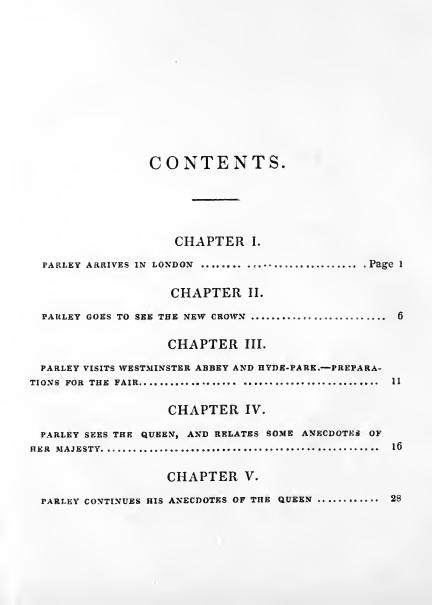 CONTENTS.
CHAPTER I.
PARLEY ARRIVES IN LONDON ........ ............................ . Page 1
CHAPTER II.
PARLEY GOES TO SEE THE NEW CROWN ......................... 6
CHAPTER III.
PARLEY VISITS WESTMINSTER ABBEY AND HYDE-PARK.—PREPARA-
TIONS FOR THE FAIR.................. ........................... 11
CHAPTER IV.
PARLEY SEES THE QUEEN, AND RELATES SOME ANECDOTES OF
HER MAJESTY................................................... 16
CHAPTER V.
PARLEY CONTINUES HIS ANECDOTES OF THE QUEEN ............ 28